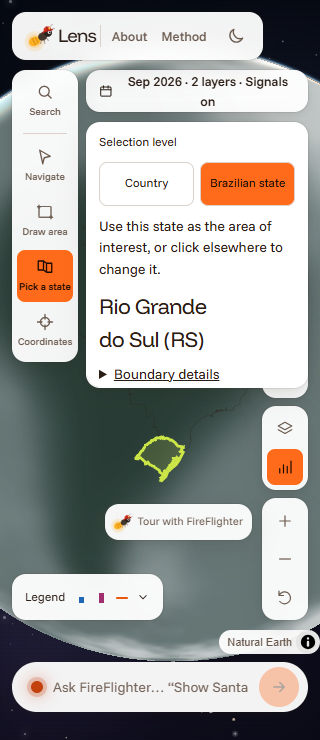 Lens
About
Method
Search
Navigate
Draw area
Pick a state
Coordinates
Sep 2026 · 2 layers · Signals
on
Selection level
Country
Brazilian state
Use this state as the area of
interest, or click elsewhere to
change it.
Rio Grande
do Sul (RS)
Boundary details
Tour with FireFlighter
Legend
Natural Earth
Ask FireFlighter… “Show Santa